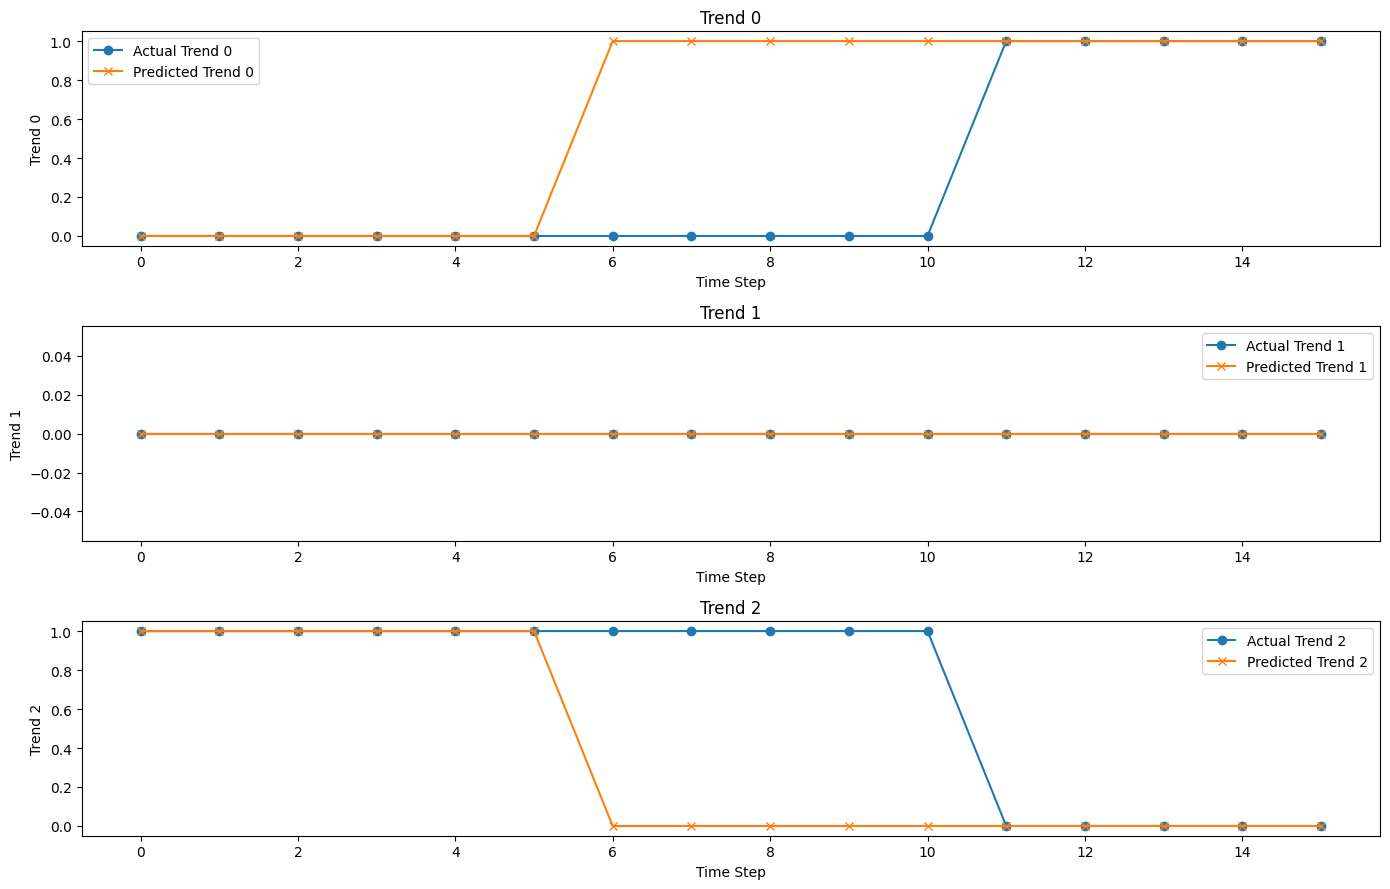 Trend 0
Actual Trend 0
Predicted Trend 0
1.0
0.8
0.6
0.4
0.2
0.0
Trend 0
0 2 4 6 8 10 12 14
Time Step
Trend 1
Actual Trend 1
Predicted Trend 1
0.04
0.02
0.00
−0.02
−0.04
Trend 1
0 2 4 6 8 10 12 14
Time Step
Trend 2
Actual Trend 2
Predicted Trend 2
1.0
0.8
0.6
0.4
0.2
0.0
Trend 2
0 2 4 6 8 10 12 14
Time Step